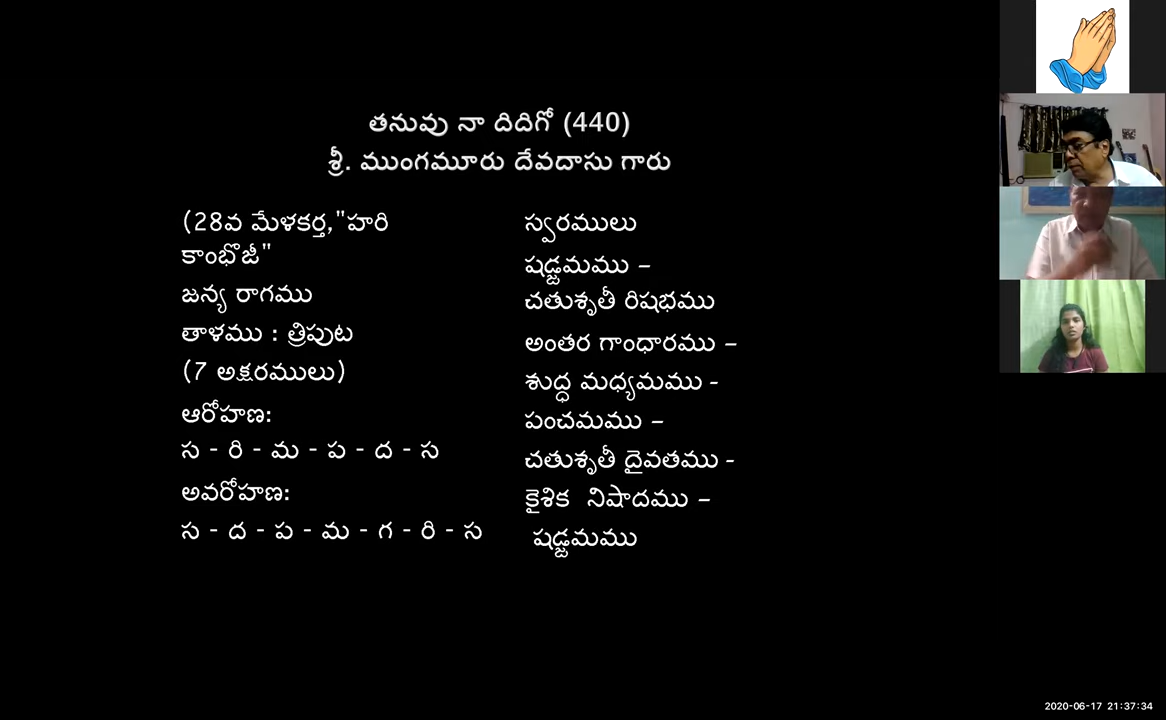 తనువు నా దిదిగో (440)
శ్రీ. ముంగమూరు దేవదాసు గారు
(28వ మేళకర్త,"హరి
కాంభొజీ"
జన్య రాగము
తాళము : త్రిపుట
(7 అక్షరములు)
ఆరోహణ:
స - రి - మ - ప - ద - స
అవరోహణ:
స - ద - ప - మ - గ - రి - స
స్వరములు
షడ్జమము –
చతుశృతీ రిషభము
అంతర గాంధారము –
శుద్ధ మధ్యమము -
పంచమము –
చతుశృతీ దైవతము -
కైశిక నిషాదము –
షడ్జమము
2020-06-17 21:37:34